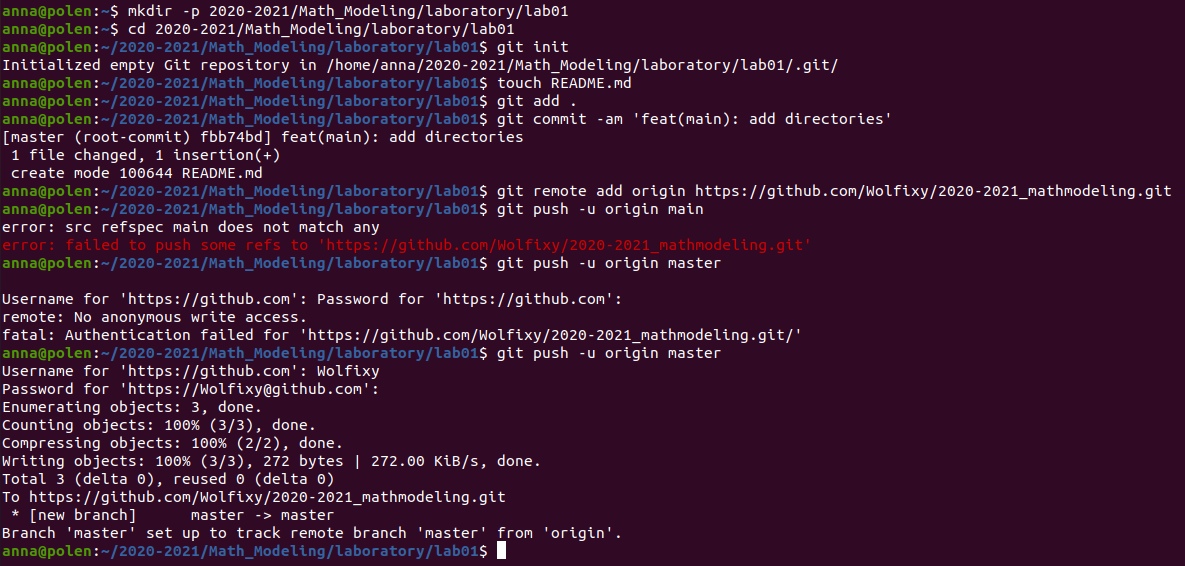 anna@polen:~$ mkdir -p 2020-2021/Math_Modeling/laboratory/lab01
anna@polen:~$ cd 2020-2021/Math_Modeling/laboratory/lab01
anna@polen:~/2020-2021/Math_Modeling/laboratory/lab01$ git init
Initialized empty Git repository in /home/anna/2020-2021/Math_Modeling/laboratory/lab01/.git/
anna@polen:~/2020-2021/Math_Modeling/laboratory/lab01$ touch README.md
anna@polen:~/2020-2021/Math_Modeling/laboratory/lab01$ git add .
anna@polen:~/2020-2021/Math_Modeling/laboratory/lab01$ git commit -am 'feat(main): add directories'
[master (root-commit) fbb74bd] feat(main): add directories
 1 file changed, 1 insertion(+)
 create mode 100644 README.md
anna@polen:~/2020-2021/Math_Modeling/laboratory/lab01$ git remote add origin https://github.com/Wolfixy/2020-2021_mathmodeling.git
anna@polen:~/2020-2021/Math_Modeling/laboratory/lab01$ git push -u origin main
error: src refspec main does not match any
error: failed to push some refs to 'https://github.com/Wolfixy/2020-2021_mathmodeling.git'
anna@polen:~/2020-2021/Math_Modeling/laboratory/lab01$ git push -u origin master
Username for 'https://github.com': Password for 'https://github.com':
remote: No anonymous write access.
fatal: Authentication failed for 'https://github.com/Wolfixy/2020-2021_mathmodeling.git/'
anna@polen:~/2020-2021/Math_Modeling/laboratory/lab01$ git push -u origin master
Username for 'https://github.com': Wolfixy
Password for 'https://Wolfixy@github.com':
Enumerating objects: 3, done.
Counting objects: 100% (3/3), done.
Compressing objects: 100% (2/2), done.
Writing objects: 100% (3/3), 272 bytes | 272.00 KiB/s, done.
Total 3 (delta 0), reused 0 (delta 0)
To https://github.com/Wolfixy/2020-2021_mathmodeling.git
 * [new branch]      master -> master
Branch 'master' set up to track remote branch 'master' from 'origin'.
anna@polen:~/2020-2021/Math_Modeling/laboratory/lab01$